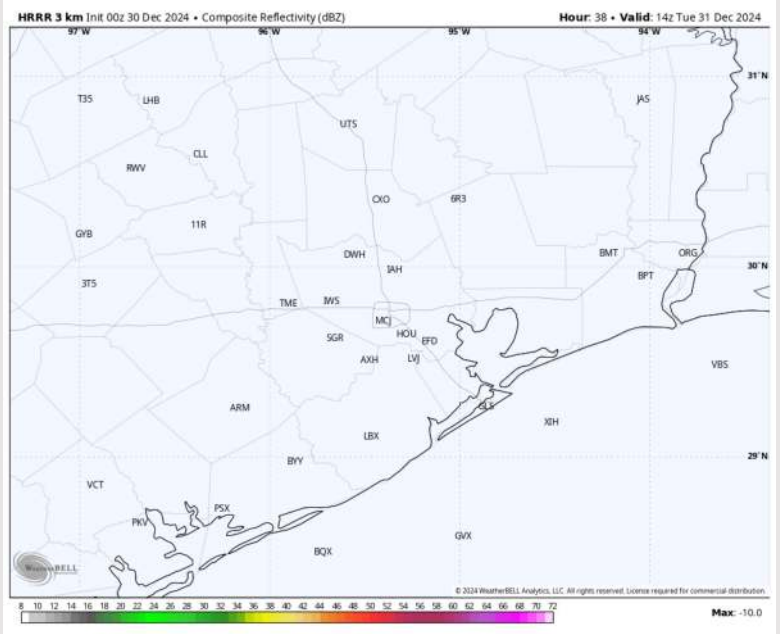 HRRR 3 km Init 00z 30 Dec 2024 • Composite Reflectivity (dBZ) Hour: 38 • Valid: 14z Tue 31 Dec 2024
97°W 96°W 95°W 94°W
31°N
T35 LHB JAS
UTS
CLL
RWV
CXO 6R3
11R
GYB
DWH BMT ORG
IAH 30°N
BPT
3T5
TME IWS
MCJ
SGR HOU EFD
AXH LVJ VBS
ARM GLS
XIH
LBX
BYY 29°N
VCT
PSX
PKV
GVX
BQX
WeatherBELL
© 2024 WeatherBELL Analytics, LLC. All rights reserved. License required for commercial distribution.
8 10 12 14 16 18 20 22 24 26 28 30 32 34 36 38 40 42 44 46 48 50 52 54 56 58 60 62 64 66 68 70 72 Max: -10.0